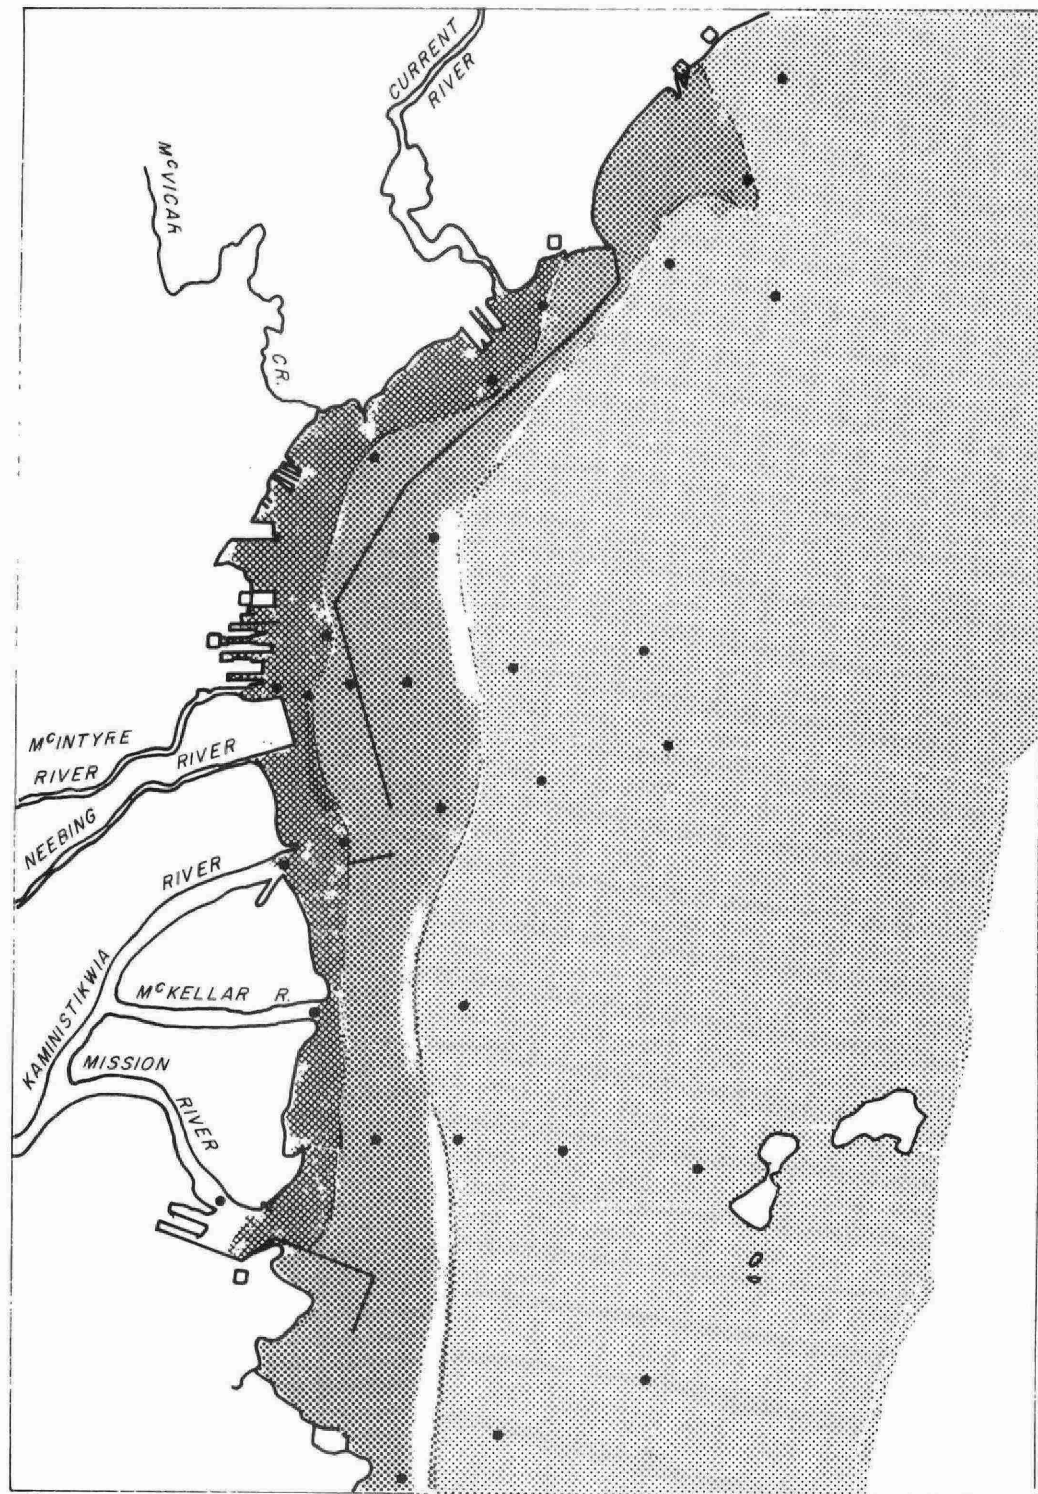 CURRENT
RIVER
McVICAR
CR.
McINTYRE
RIVER
RIVER
NEEBING
RIVER
KAMINISTIKWIA
McKELLAR R.
MISSION
RIVER